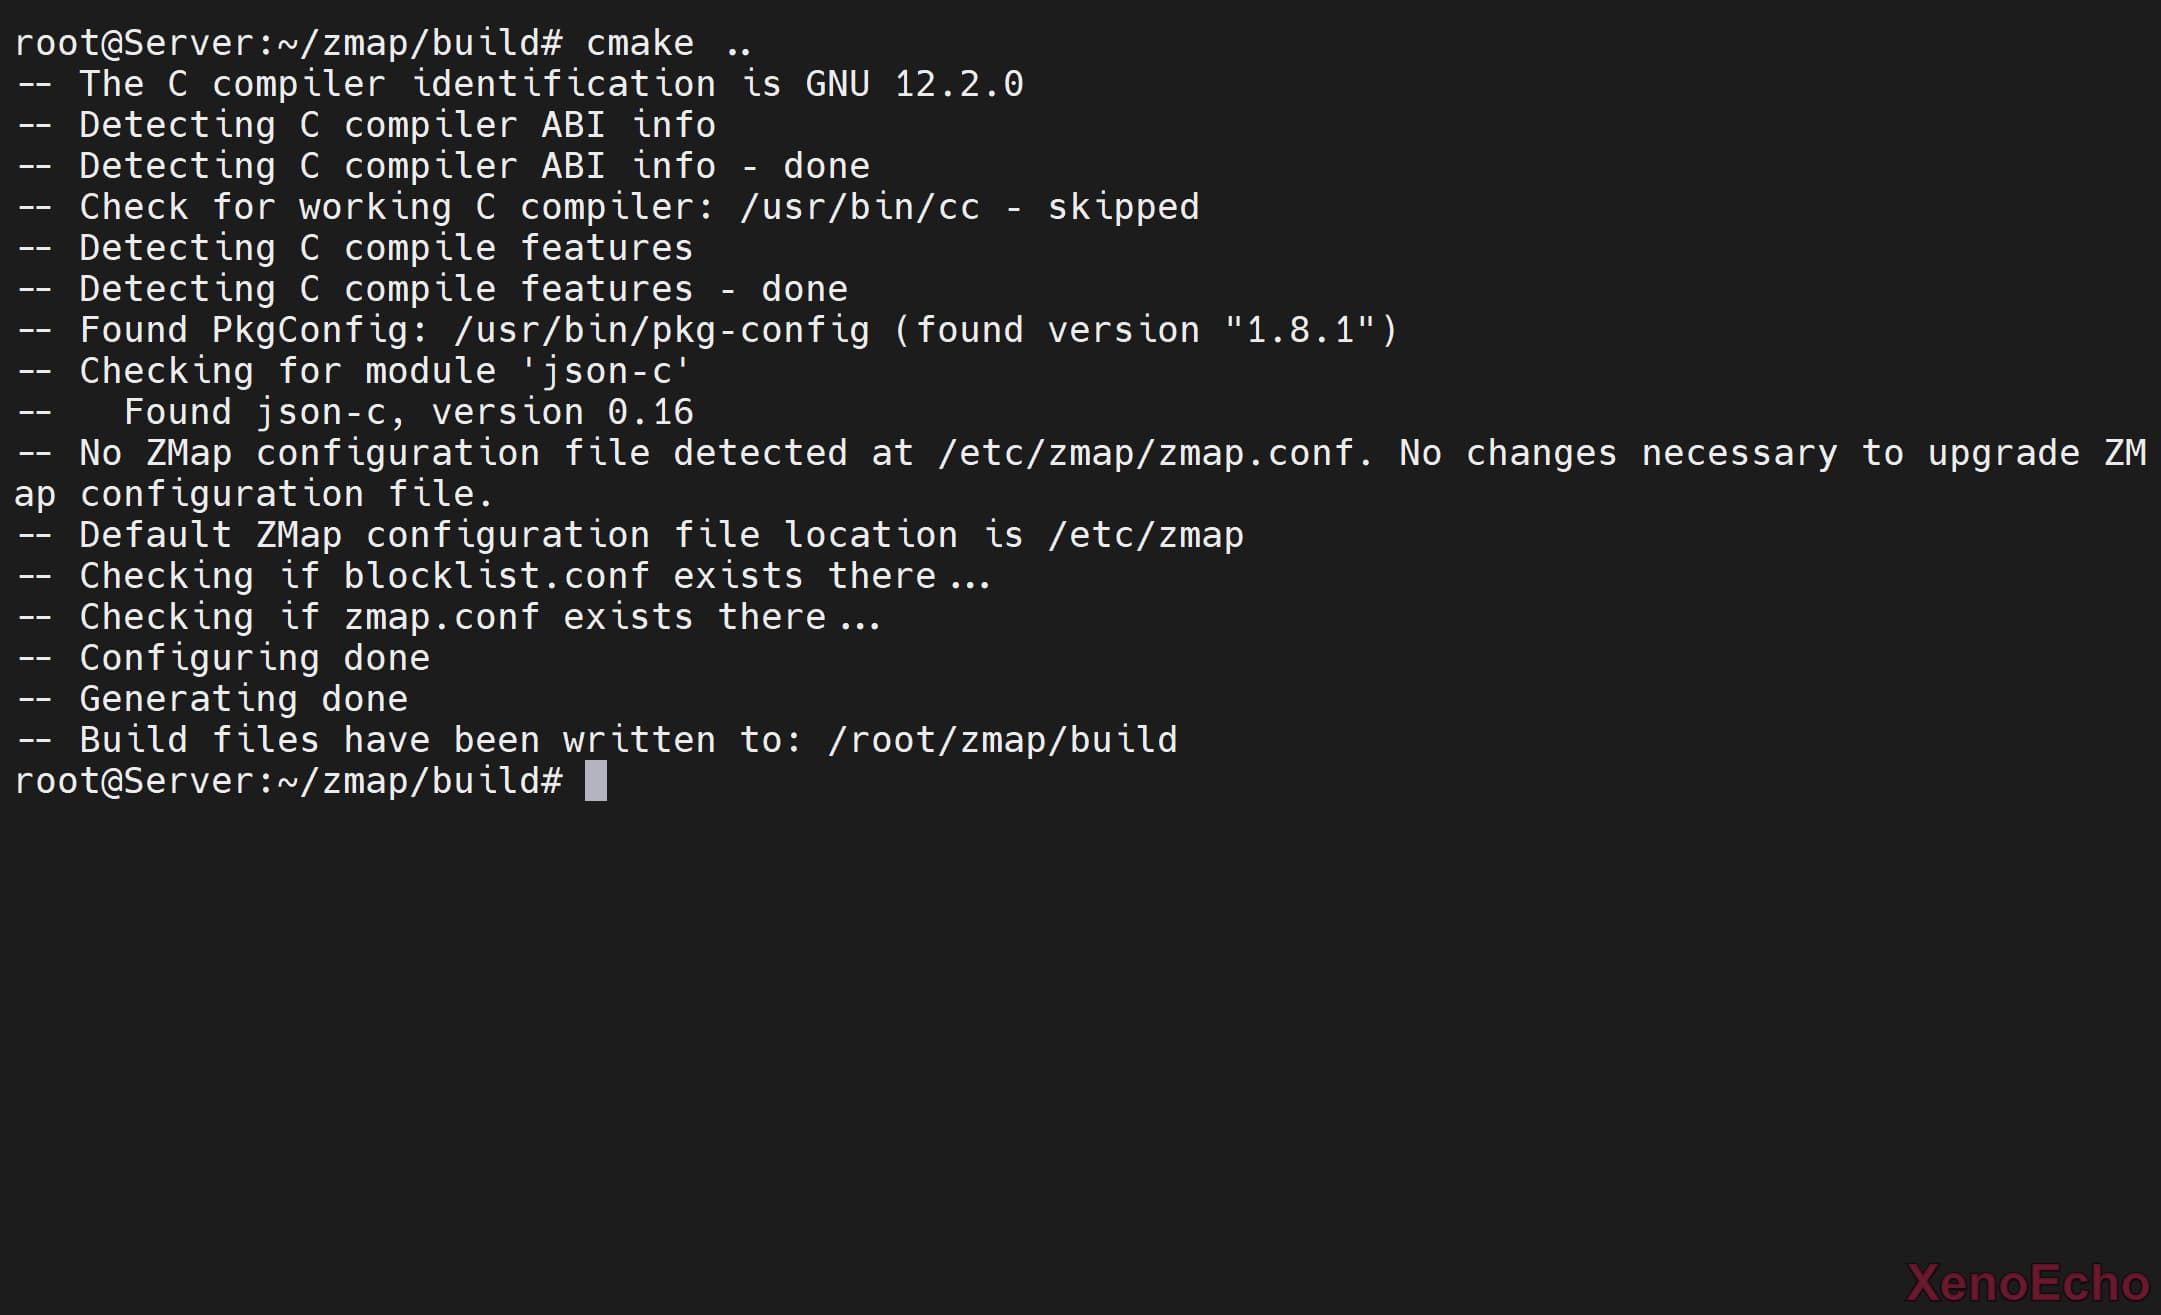 root@Server:~/zmap/build# cmake ..
-- The C compiler identification is GNU 12.2.0
-- Detecting C compiler ABI info
-- Detecting C compiler ABI info - done
-- Check for working C compiler: /usr/bin/cc - skipped
-- Detecting C compile features
-- Detecting C compile features - done
-- Found PkgConfig: /usr/bin/pkg-config (found version "1.8.1")
-- Checking for module 'json-c'
--   Found json-c, version 0.16
-- No ZMap configuration file detected at /etc/zmap/zmap.conf. No changes necessary to upgrade ZM
ap configuration file.
-- Default ZMap configuration file location is /etc/zmap
-- Checking if blocklist.conf exists there...
-- Checking if zmap.conf exists there...
-- Configuring done
-- Generating done
-- Build files have been written to: /root/zmap/build
root@Server:~/zmap/build#
XenoEcho